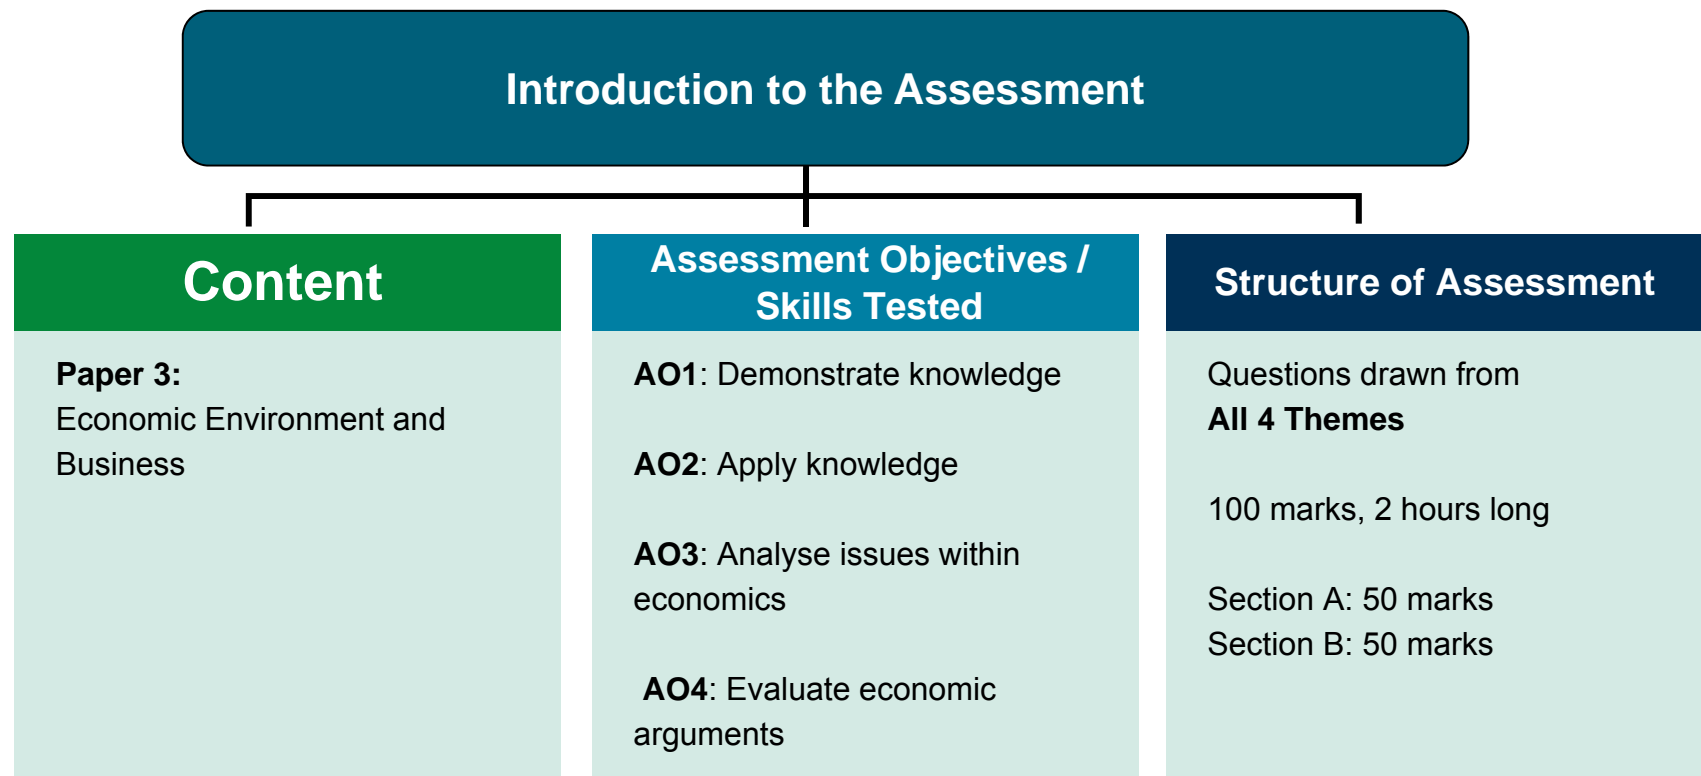 Introduction to the Assessment
Content
Paper 3:
Economic Environment and
Business
Assessment Objectives /
Skills Tested
AO1: Demonstrate knowledge
AO2: Apply knowledge
AO3: Analyse issues within
economics
AO4: Evaluate economic
arguments
Structure of Assessment
Questions drawn from
All 4 Themes
100 marks, 2 hours long
Section A: 50 marks
Section B: 50 marks